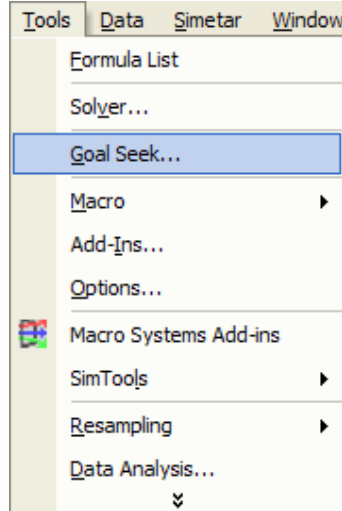 Tools Data Simetar Window
Formula List
Solver...
Goal Seek...
Macro
Add-Ins...
Options...
Macro Systems Add-ins
SimTools
Resampling
Data Analysis...